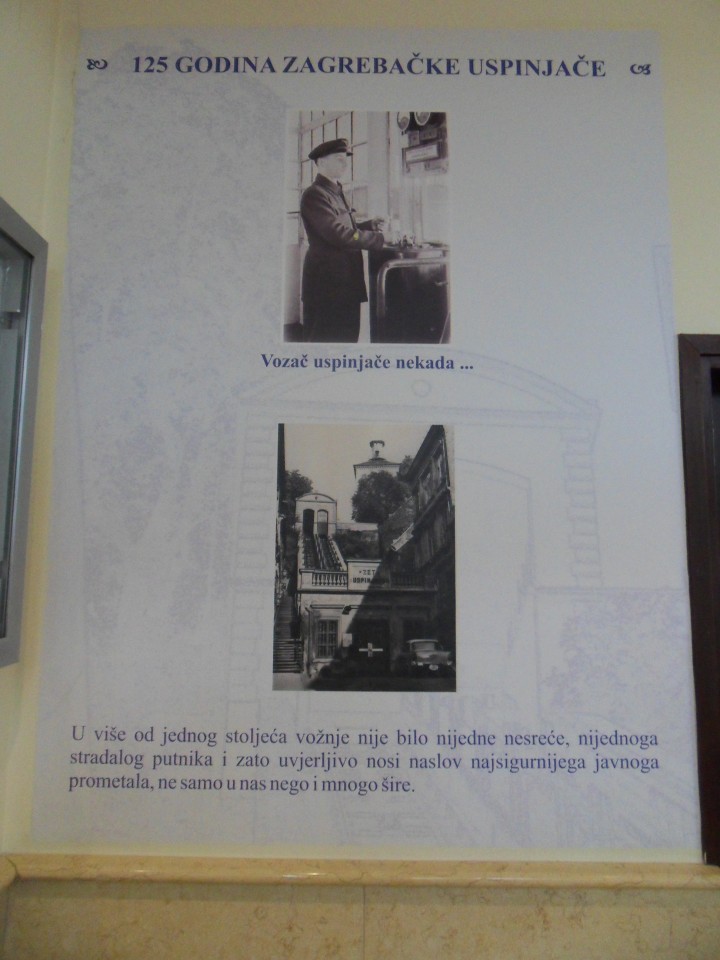 125 GODINA ZAGREBAČKE USPINJAČE
Vozač uspinjače nekada ...
ZET
U više od jednog stoljeća vožnje nije bilo nijedne nesreće, nijednoga
stradalog putnika i zato uvjerljivo nosi naslov najsigurnijega javnoga
prometala, ne samo u nas nego i mnogo šire.